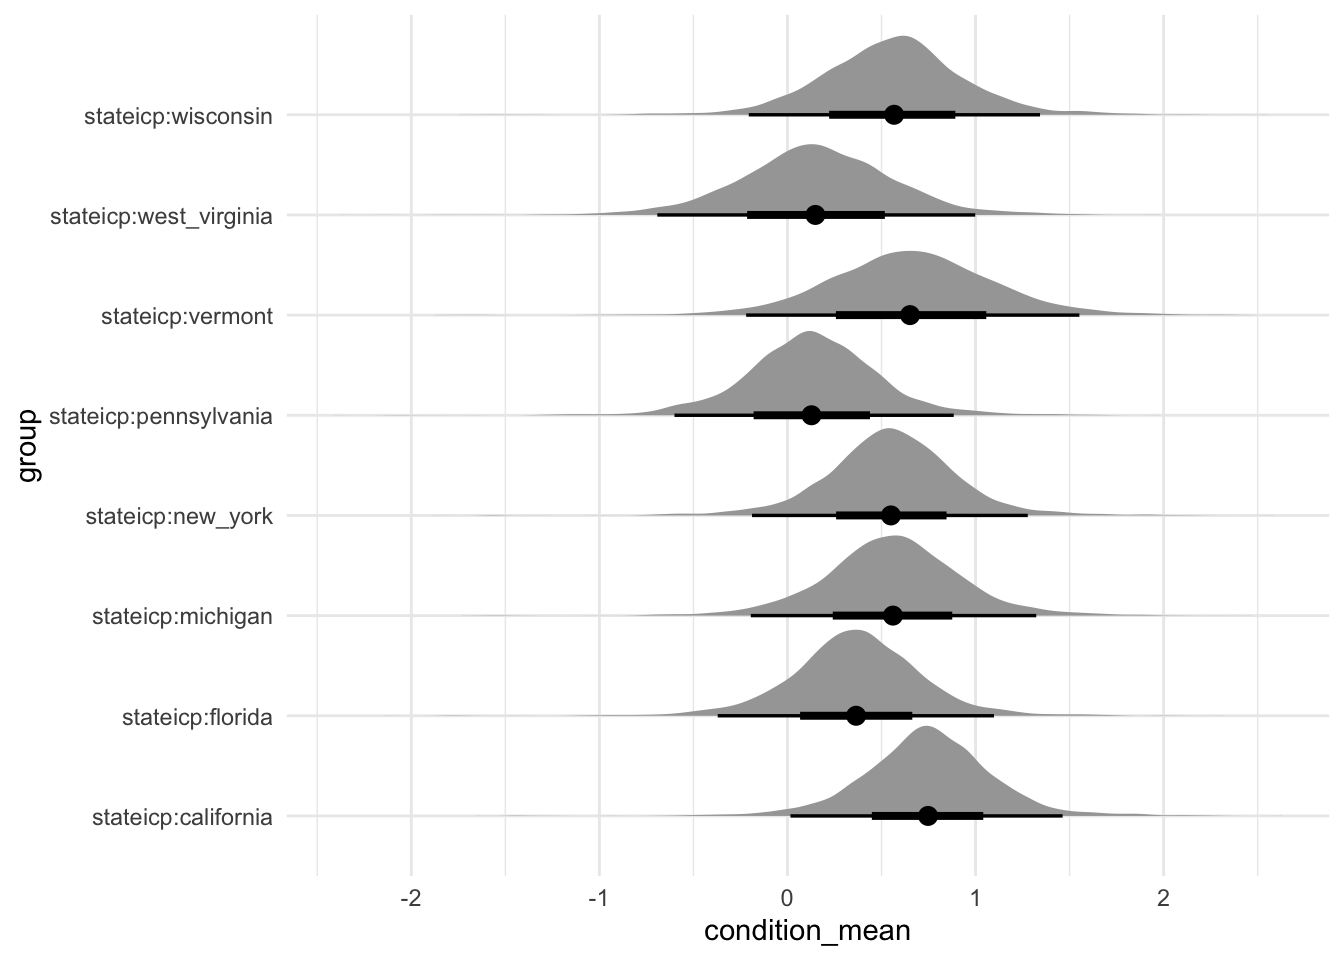 stateicp:wisconsin
stateicp:west_virginia
stateicp:vermont
stateicp:pennsylvania
stateicp:new_york
stateicp:michigan
stateicp:florida
stateicp:california
group
-2 -1 0 1 2
condition_mean